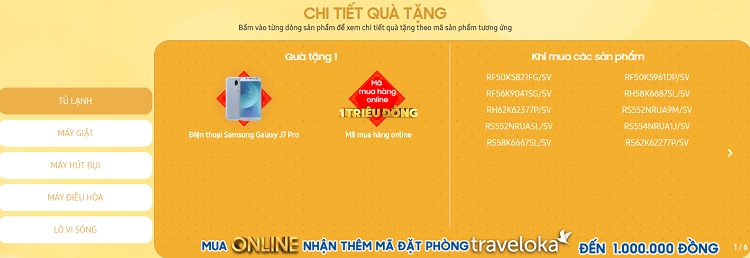 CHI TIẾT QUÀ TẶNG
Bấm vào từng dòng sản phẩm để xem chi tiết quà tặng theo mã sản phẩm tương ứng
TỦ LẠNH
MÁY GIẶT
MÁY HÚT BỤI
MÁY ĐIỀU HÒA
LÒ VI SÓNG
Quà tặng 1
Mã
mua hàng
online
1 TRIỆU ĐỒNG
Điện thoại Samsung Galaxy J7 Pro
Mã mua hàng online
Khi mua các sản phẩm
RF50K5821FG/SV
RF50K5961DP/SV
RF56K9041SG/SV
RH58K6687SL/SV
RH62K62377P/SV
RS552NRUA9M/SV
RS552NRUASL/SV
RS554NRUA1J/SV
RS58K6667SL/SV
RS62K62277P/SV
MUA ONLINE NHẬN THÊM MÃ ĐẶT PHÒNG traveloka ĐẾN 1.000.000 ĐỒNG
1 / 6